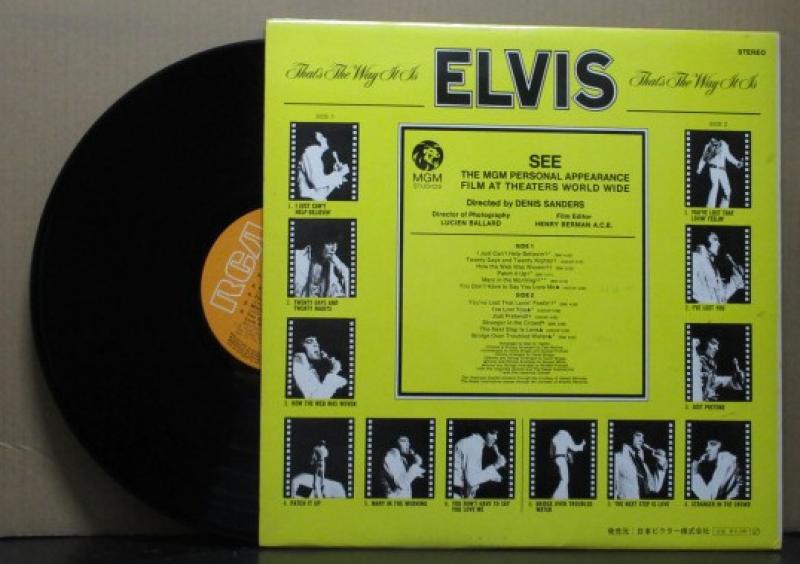 STEREO
That's The Way It Is
ELVIS
That's The Way It Is
SIDE 1
SIDE 2
MGM
STUDIOS
SEE
THE MGM PERSONAL APPEARANCE
FILM AT THEATERS WORLD WIDE
Directed by DENIS SANDERS
Director of Photography
LUCIEN BALLARD
Film Editor
HENRY BERMAN A.C.E.
SIDE 1
I Just Can't Help Believin'
Twenty Days and Twenty Nights
How the Web Was Woven
Patch It Up
Mary in the Morning
You Don't Have to Say You Love Me
SIDE 2
You've Lost That Lovin' Feelin'
I've Lost You
Just Pretend
Stranger in the Crowd
The Next Step Is Love
Bridge Over Troubled Water
1. I JUST CAN'T
HELP BELIEVIN'
2. TWENTY DAYS AND
TWENTY NIGHTS
3. HOW THE WEB WAS WOVEN
4. PATCH IT UP
5. MARY IN THE MORNING
6. YOU DON'T HAVE TO SAY
YOU LOVE ME
1. YOU'VE LOST THAT
LOVIN' FEELIN'
2. I'VE LOST YOU
3. JUST PRETEND
6. BRIDGE OVER TROUBLED
WATER
5. THE NEXT STEP IS LOVE
4. STRANGER IN THE CROWD
発売元:日本ビクター株式会社
RCA